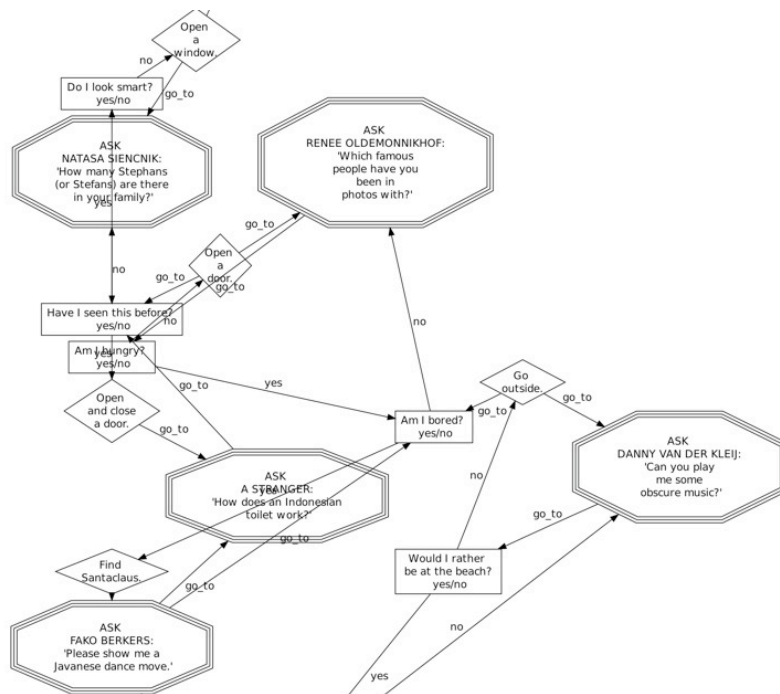 Open
a
window.
no
Do I look smart?
yes/no
go_to
ASK
NATASA SIENCNIK:
'How many Stephans
(or Stefans) are there
in your family?'
yes
ASK
RENEE OLDEMONNIKHOF:
'Which famous
people have you
been in
photos with?'
go_to
Open
a
door.
no
go_to
go_to
Have I seen this before?
yes/no
no
Am I hungry?
yes/no
yes
no
go_to
yes
Go
outside.
Open
and close
a door.
go_to
go_to
go_to
Am I bored?
yes/no
ASK
DANNY VAN DER KLEIJ:
'Can you play
me some
obscure music?'
ASK
A STRANGER:
'How does an Indonesian
toilet work?'
yes
no
go_to
go_to
Find
Santaclaus.
Would I rather
be at the beach?
yes/no
go_to
ASK
FAKO BERKERS:
'Please show me a
Javanese dance move.'
no
yes